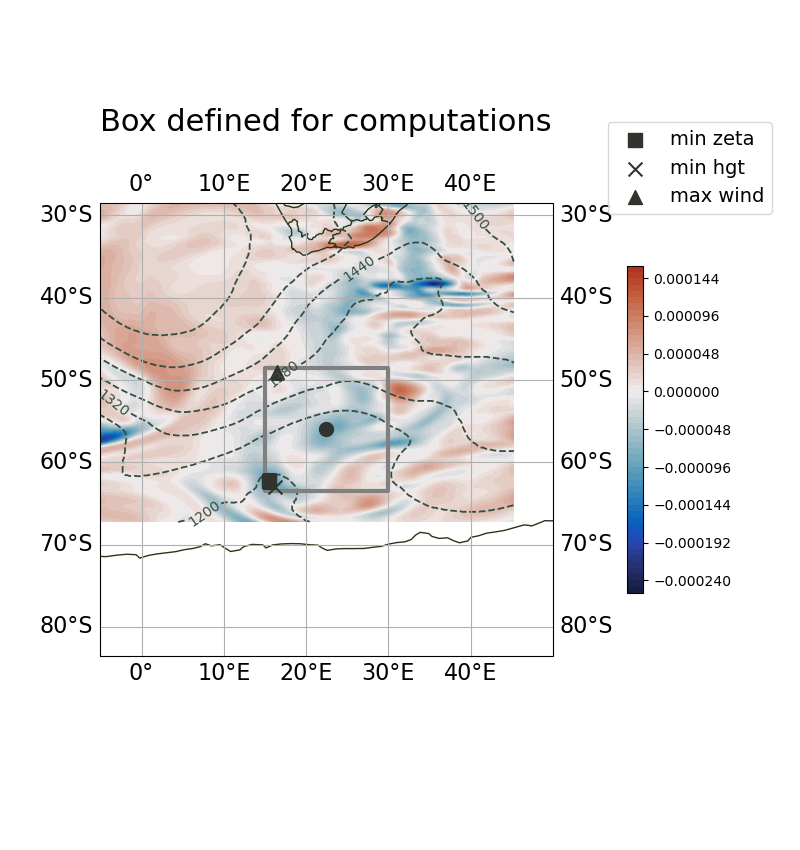 Box defined for computations
min zeta
min hgt
max wind
0° 10°E 20°E 30°E 40°E
30°S 30°S
40°S 40°S
50°S 50°S
60°S 60°S
70°S 70°S
80°S 80°S
0° 10°E 20°E 30°E 40°E
1500
1440
1320
1200
0.000144
0.000096
0.000048
0.000000
−0.000048
−0.000096
−0.000144
−0.000192
−0.000240